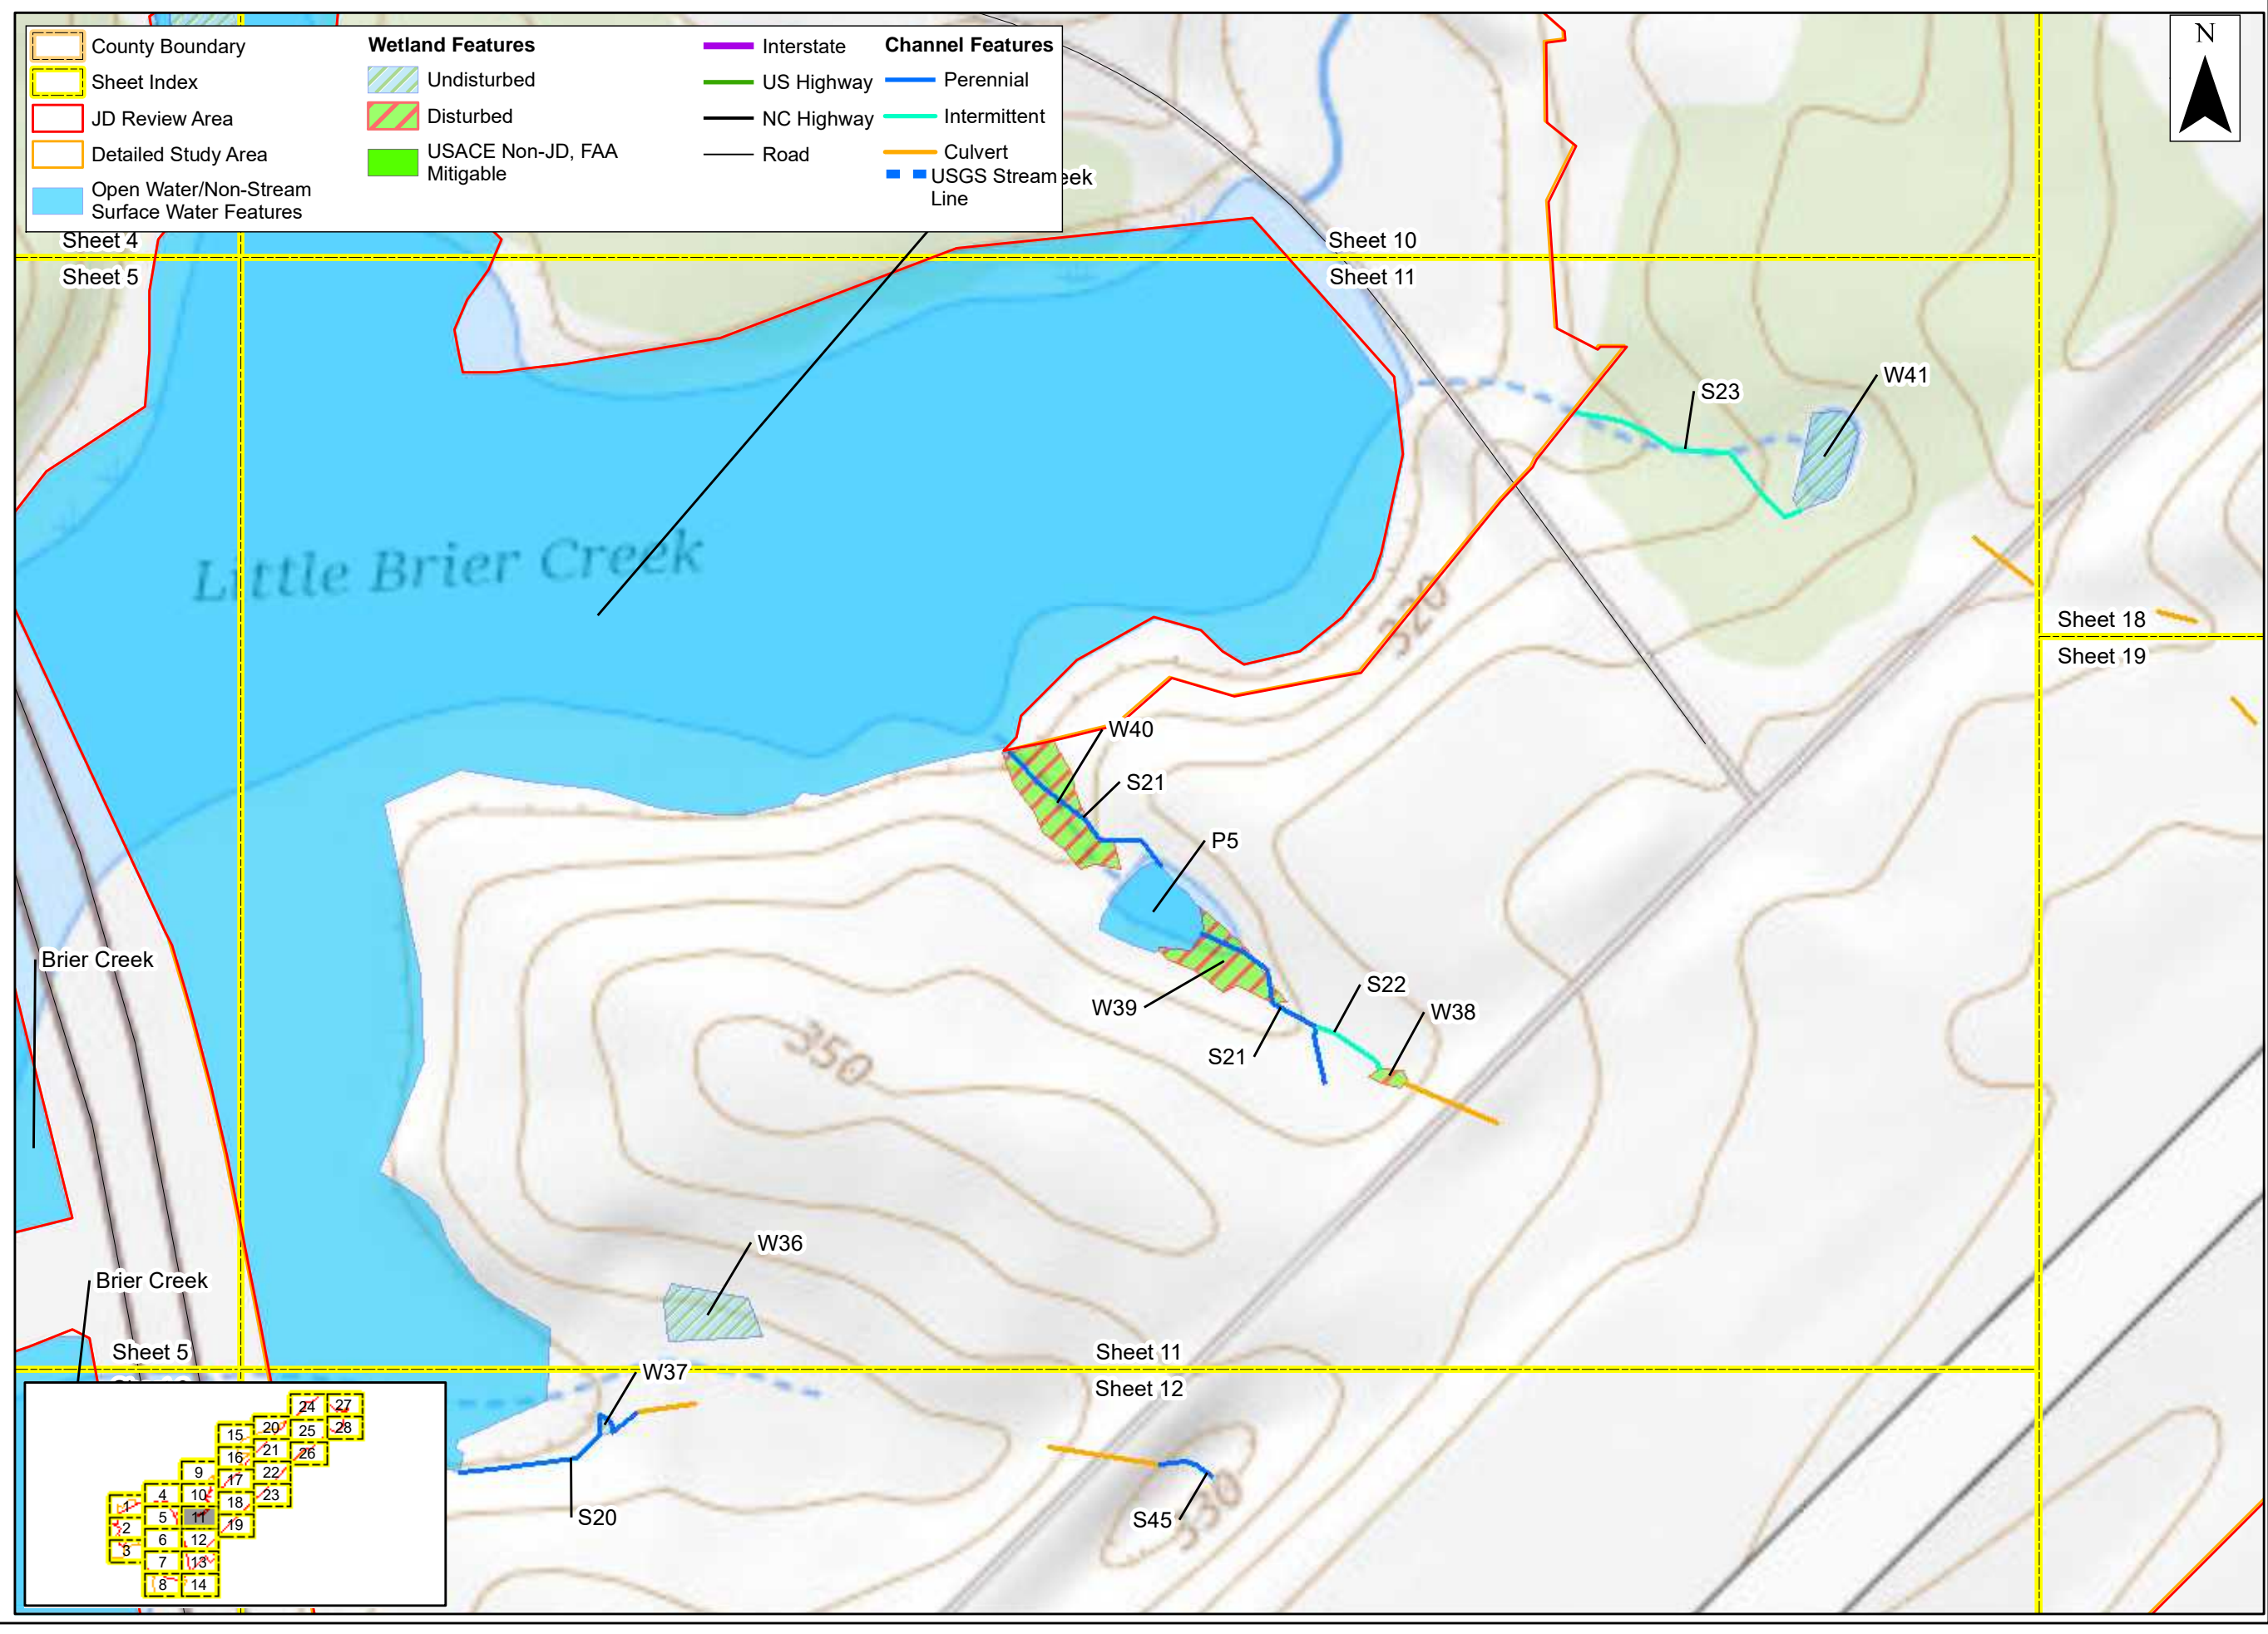 County Boundary
Sheet Index
JD Review Area
Detailed Study Area
Open Water/Non-Stream
Surface Water Features
Wetland Features
Undisturbed
Disturbed
USACE Non-JD, FAA
Mitigable
Interstate
US Highway
NC Highway
Road
Channel Features
Perennial
Intermittent
Culvert
USGS Stream
Line
eek
N
Sheet 4
Sheet 5
Sheet 10
Sheet 11
S23
W41
Little Brier Creek
320
Sheet 18
Sheet 19
W40
S21
P5
Brier Creek
S22
W39
W38
S21
350
W36
Brier Creek
Sheet 5
Sheet 11
Sheet 12
W37
S20
S45
330
24
27
15
20
25
28
16
21
26
9
17
22
4
10
18
23
1
5
11
19
2
6
12
3
7
13
8
14